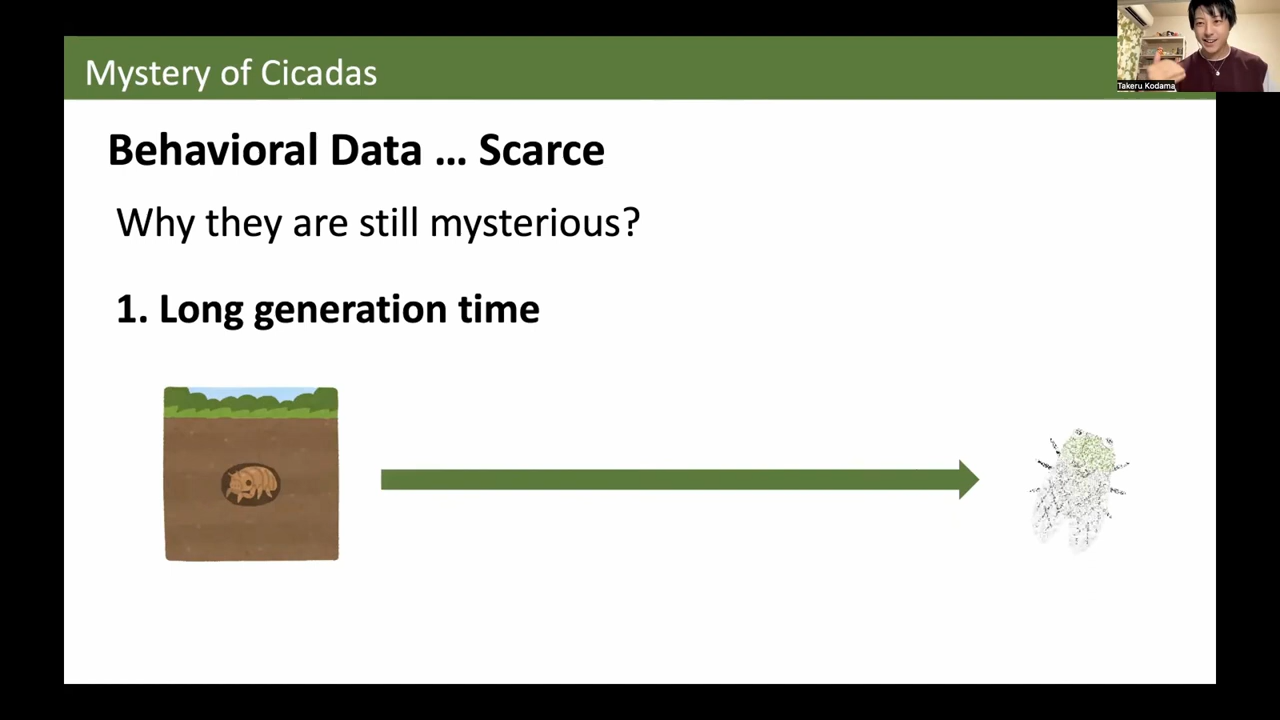 Mystery of Cicadas
Takeru Kodama
Behavioral Data ... Scarce
Why they are still mysterious?
1. Long generation time